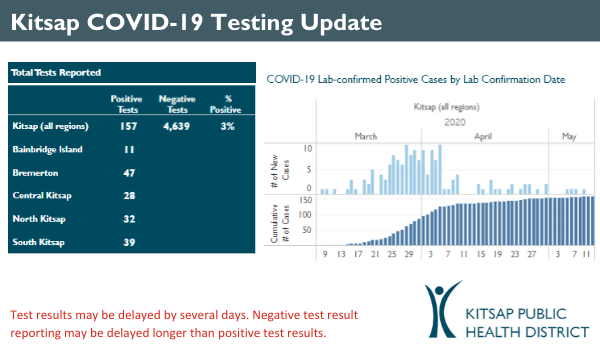 Kitsap COVID-19 Testing Update
Total Tests Reported
Positive Tests
Negative Tests
% Positive
Kitsap (all regions) 157 4,639 3%
Bainbridge Island 11
Bremerton 47
Central Kitsap 28
North Kitsap 32
South Kitsap 39
COVID-19 Lab-confirmed Positive Cases by Lab Confirmation Date
Kitsap (all regions)
2020
March April May
# of New Cases
10
5
0
Cumulative # of Cases
150
100
50
9 13 17 21 25 29 3 7 11 15 19 23 27 3 7 11
Test results may be delayed by several days. Negative test result
reporting may be delayed longer than positive test results.
KITSAP PUBLIC
HEALTH DISTRICT